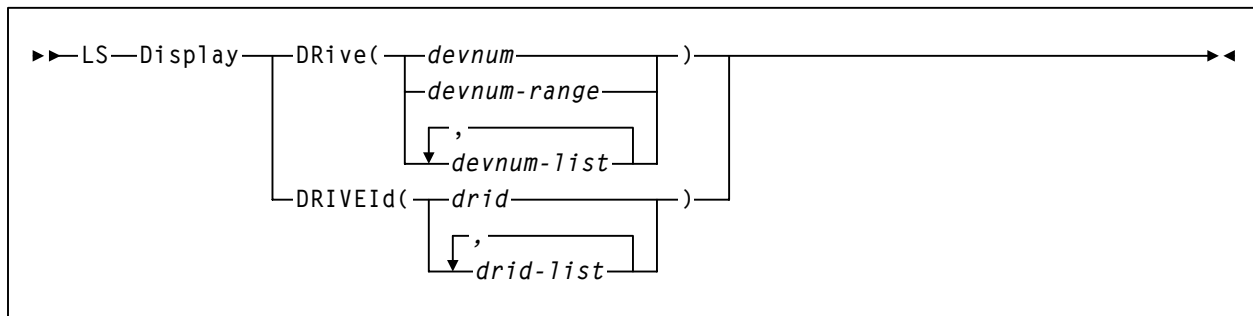 LS Display DRive( devnum )
devnum-range
,
devnum-list
DRIVEId( drid )
,
drid-list